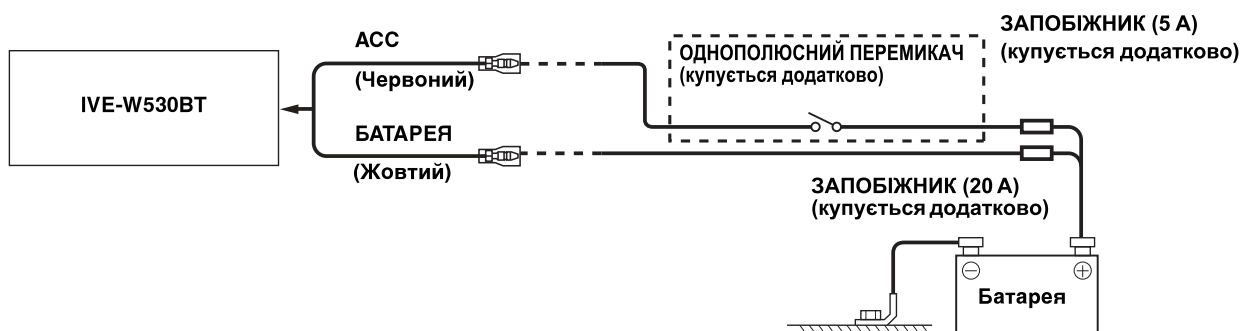 ACC
(Червоний)
IVE-W530BT
БАТАРЕЯ
(Жовтий)
ОДНОПОЛЮСНИЙ ПЕРЕМИКАЧ
(купується додатково)
ЗАПОБІЖНИК (5 A)
(купується додатково)
ЗАПОБІЖНИК (20 A)
(купується додатково)
Батарея